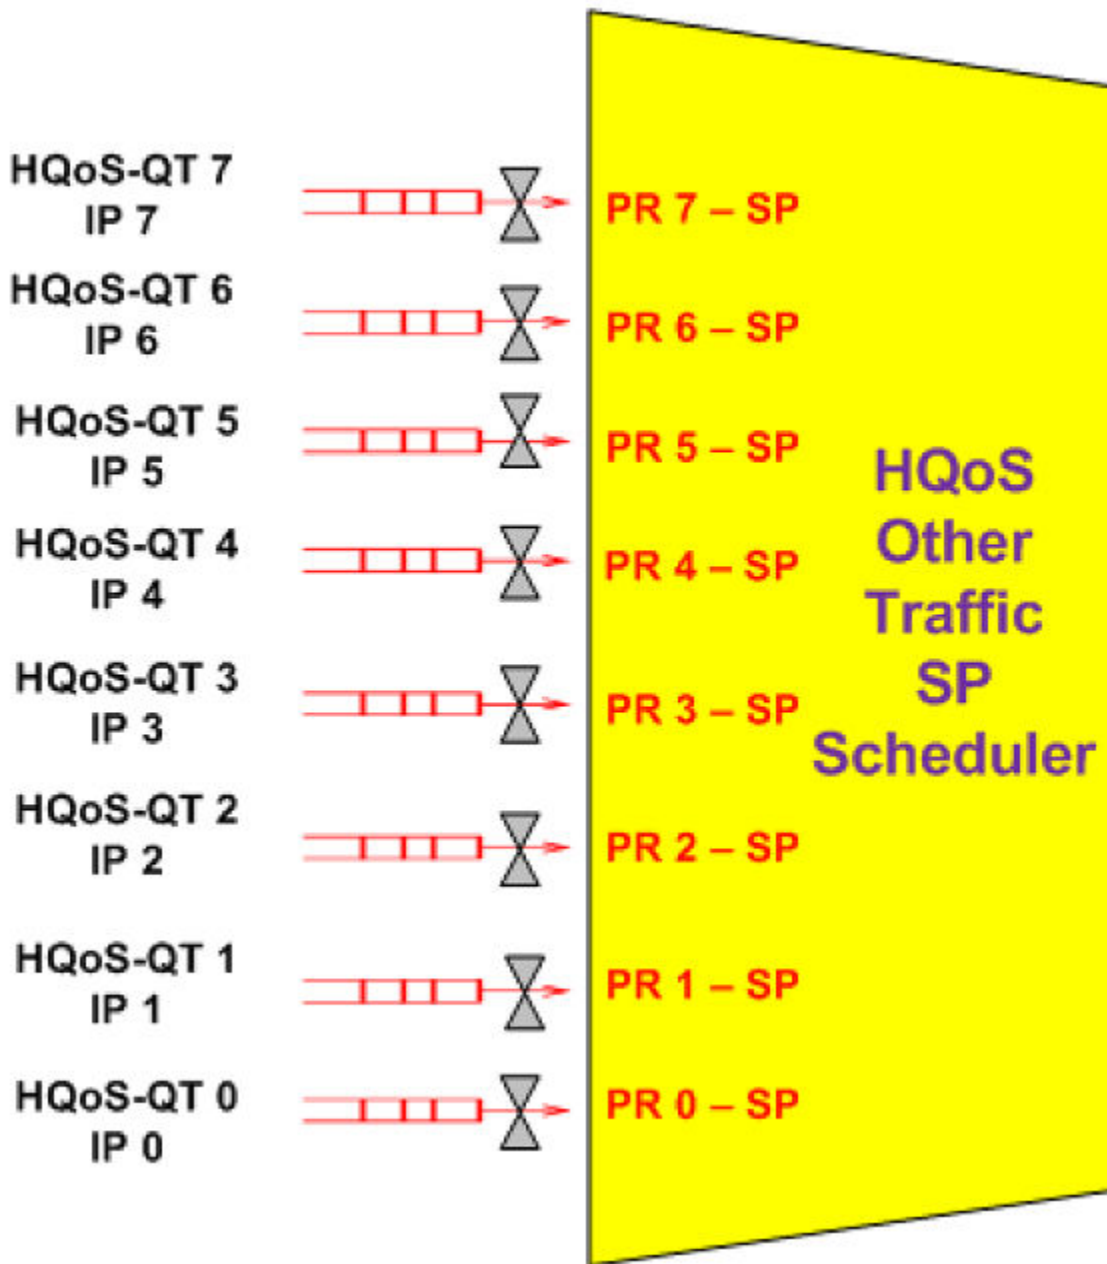 HQoS-QT 7
IP 7
PR 7 – SP
HQoS-QT 6
IP 6
PR 6 – SP
HQoS-QT 5
IP 5
PR 5 – SP
HQoS-QT 4
IP 4
PR 4 – SP
HQoS-QT 3
IP 3
PR 3 – SP
HQoS-QT 2
IP 2
PR 2 – SP
HQoS-QT 1
IP 1
PR 1 – SP
HQoS-QT 0
IP 0
PR 0 – SP
HQoS
Other
Traffic
SP
Scheduler